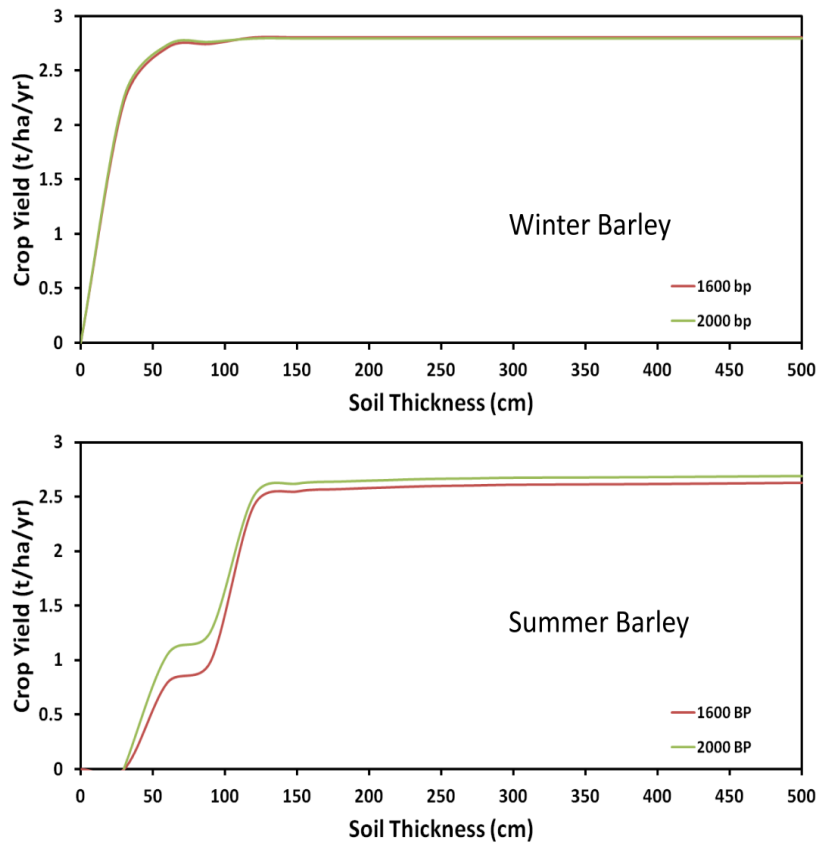 3
2.5
2
1.5
1
0.5
0
Crop Yield (t/ha/yr)
Winter Barley
1600 bp
2000 bp
0 50 100 150 200 250 300 350 400 450 500
Soil Thickness (cm)
3
2.5
2
1.5
1
0.5
0
Crop Yield (t/ha/yr)
Summer Barley
1600 BP
2000 BP
0 50 100 150 200 250 300 350 400 450 500
Soil Thickness (cm)